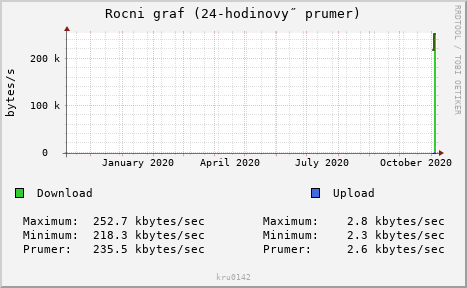 Rocni graf (24-hodinovy˝ prumer)
RRDTOOL / TOBI OETIKER
bytes/s
200 k
100 k
0
January 2020 April 2020 July 2020 October 2020
Download Upload
Maximum: 252.7 kbytes/sec Maximum: 2.8 kbytes/sec
Minimum: 218.3 kbytes/sec Minimum: 2.3 kbytes/sec
Prumer: 235.5 kbytes/sec Prumer: 2.6 kbytes/sec
kru0142